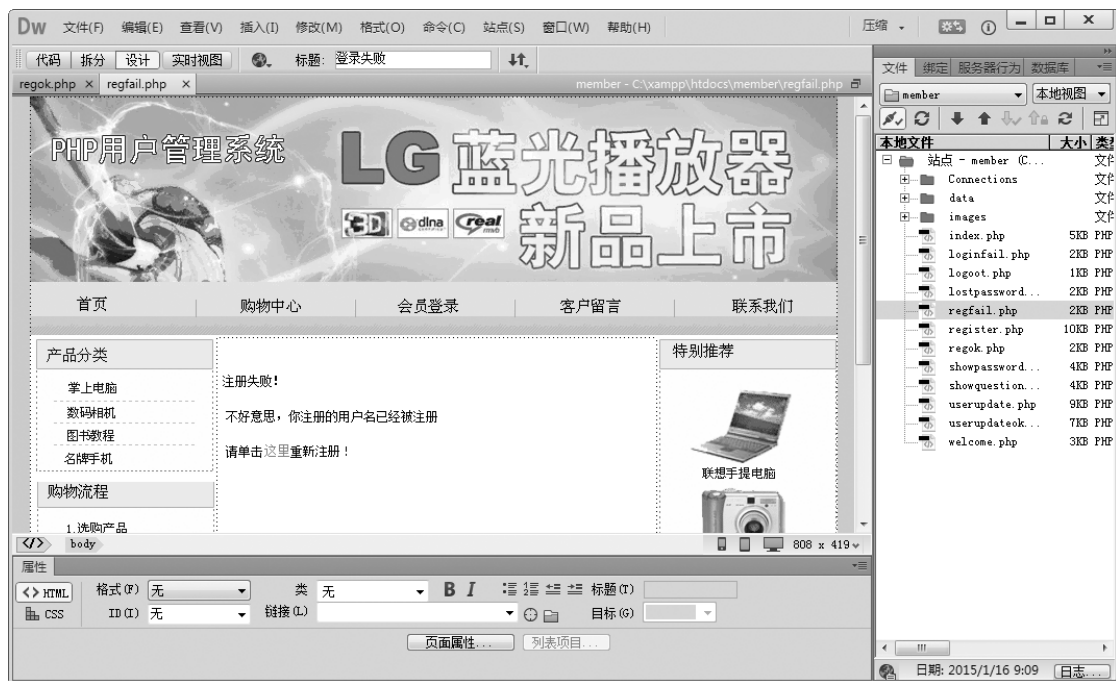 Dw 文件(F) 编辑(E) 查看(V) 插入(I) 修改(M) 格式(O) 命令(C) 站点(S) 窗口(W) 帮助(H) 压缩
代码 拆分 设计 实时视图 标题: 登录失败
regok.php × regfail.php × member - C:\xampp\htdocs\member\regfail.php
PHP用户管理系统
LG 蓝光播放器
新品上市
3D dlna real
首页 购物中心 会员登录 客户留言 联系我们
产品分类
掌上电脑
数码相机
图书教程
名牌手机
购物流程
1.选购产品
注册失败!
不好意思，你注册的用户名已经被注册
请单击这里重新注册！
特别推荐
联想手提电脑
body 808 x 419
属性
<> HTML 格式(F) 无 类 无 B I 标题(T)
CSS ID(I) 无 链接(L) 目标(G)
页面属性... 列表项目...
文件 绑定 服务器行为 数据库
member 本地视图
本地文件 大小 类
站点 - member (C... 文件
Connections 文件
data 文件
images 文件
index.php 5KB PHP
loginfail.php 2KB PHP
logoot.php 1KB PHP
lostpassword... 2KB PHP
regfail.php 2KB PHP
register.php 10KB PHP
regok.php 2KB PHP
showpassword... 4KB PHP
showquestion... 4KB PHP
userupdate.php 9KB PHP
userupdateok... 7KB PHP
welcome.php 3KB PHP
日期: 2015/1/16 9:09 日志...